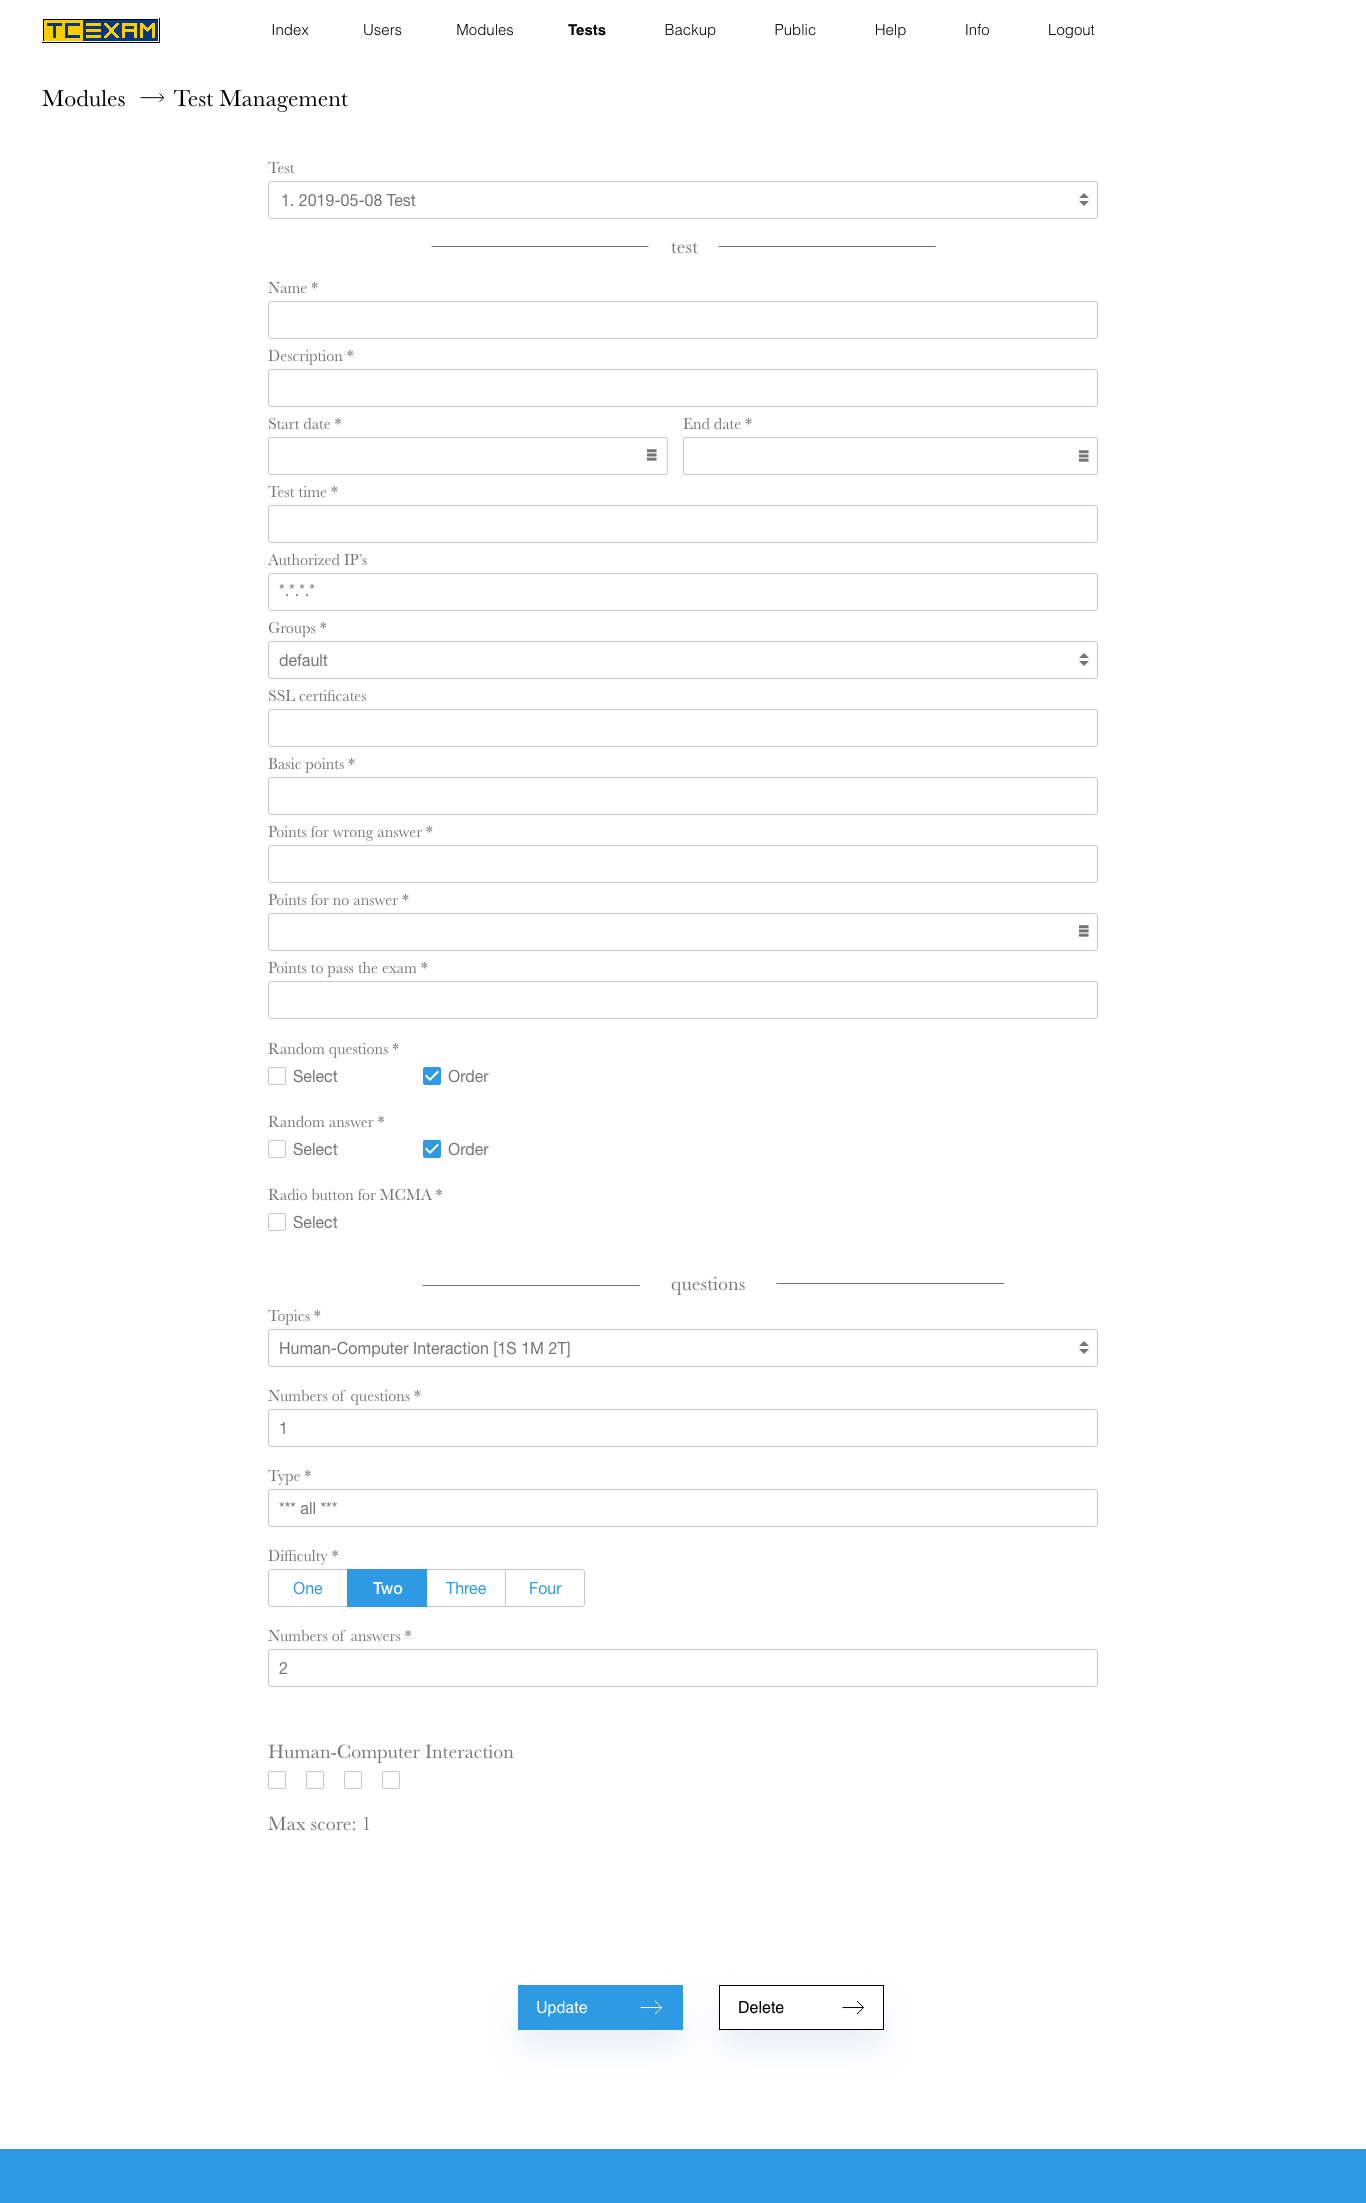 TCEXAM Index Users Modules Tests Backup Public Help Info Logout
Modules → Test Management
Test
1. 2019-05-08 Test
test
Name *
Description *
Start date * End date *
Test time *
Authorized IP’s
*.*.*.*
Groups *
default
SSL certificates
Basic points *
Points for wrong answer *
Points for no answer *
Points to pass the exam *
Random questions *
Select Order
Random answer *
Select Order
Radio button for MCMA *
Select
questions
Topics *
Human-Computer Interaction [1S 1M 2T]
Numbers of questions *
1
Type *
*** all ***
Difficulty *
One Two Three Four
Numbers of answers *
2
Human-Computer Interaction
Max score: 1
Update → Delete →